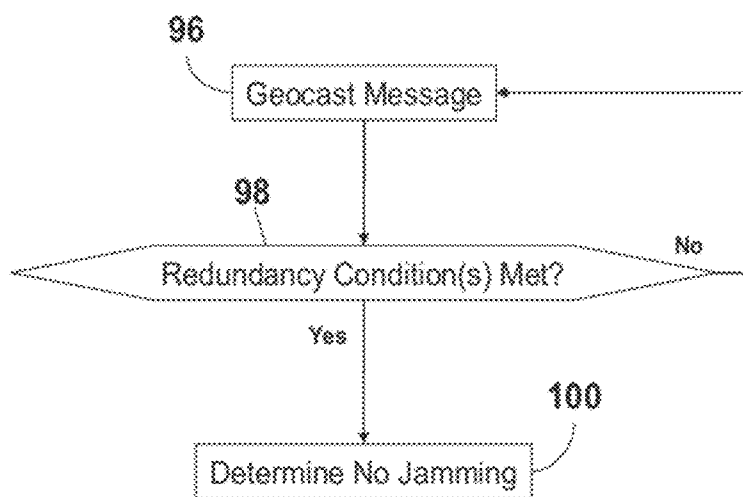 96
Geocast Message
98
Redundancy Condition(s) Met?
No
Yes
100
Determine No Jamming